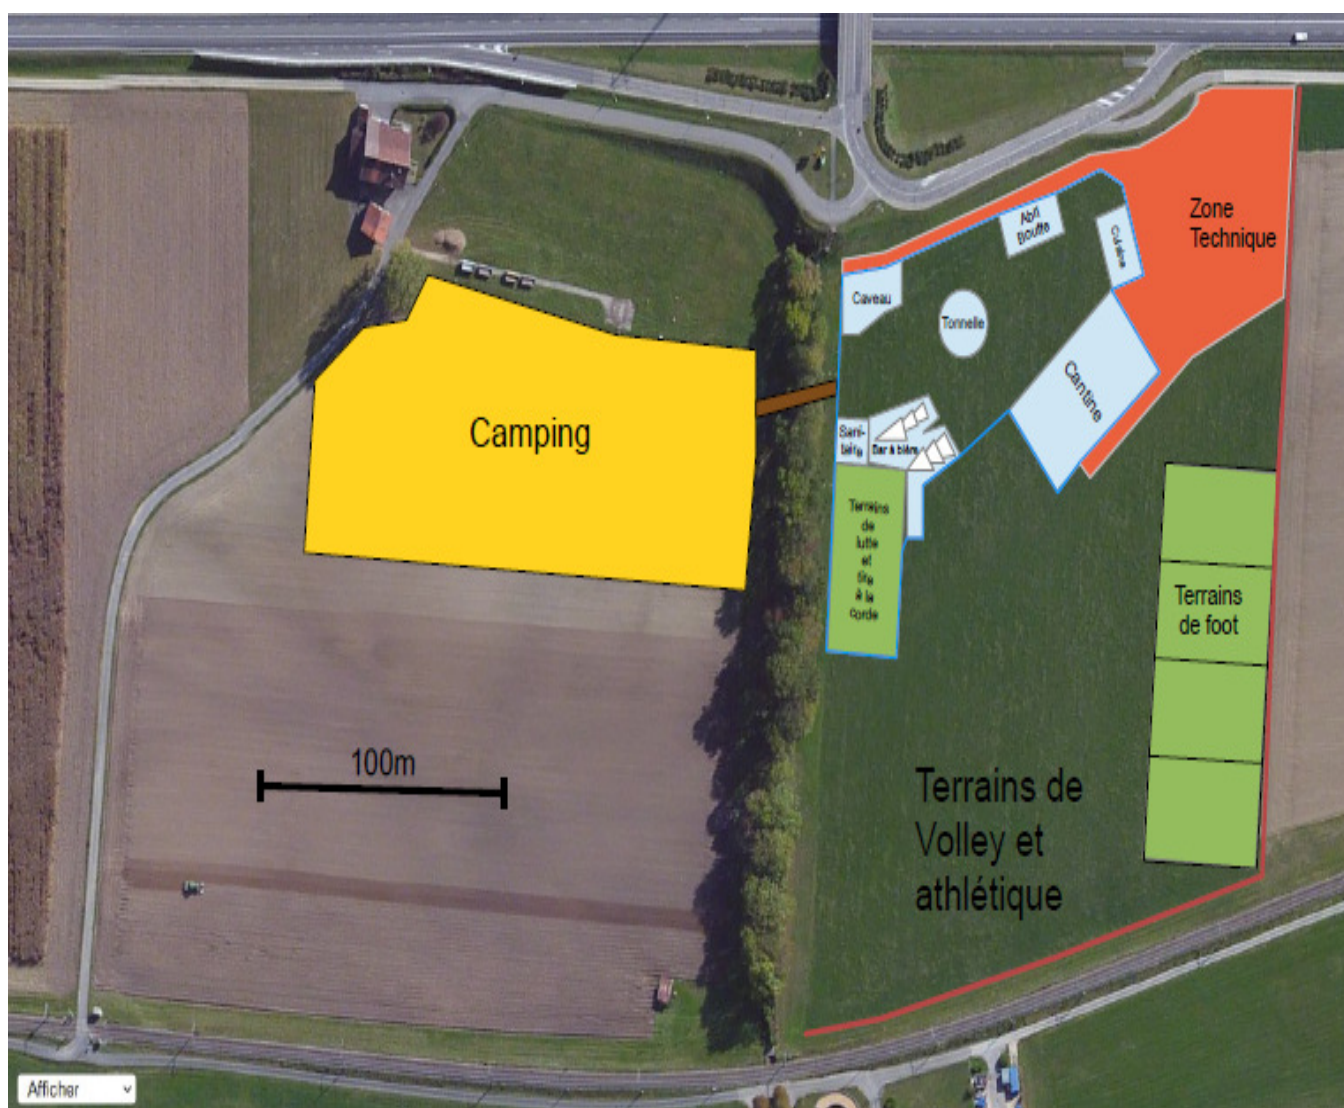 Zone
Technique
Abri
Bouffe
Cuisine
Caveau
Tonnelle
Cantine
Camping
Sani-
taire
Bar à bière
Terrains
de
lutte et
tire
à la
corde
Terrains
de foot
100m
Terrains de
Volley et
athlétique
Afficher